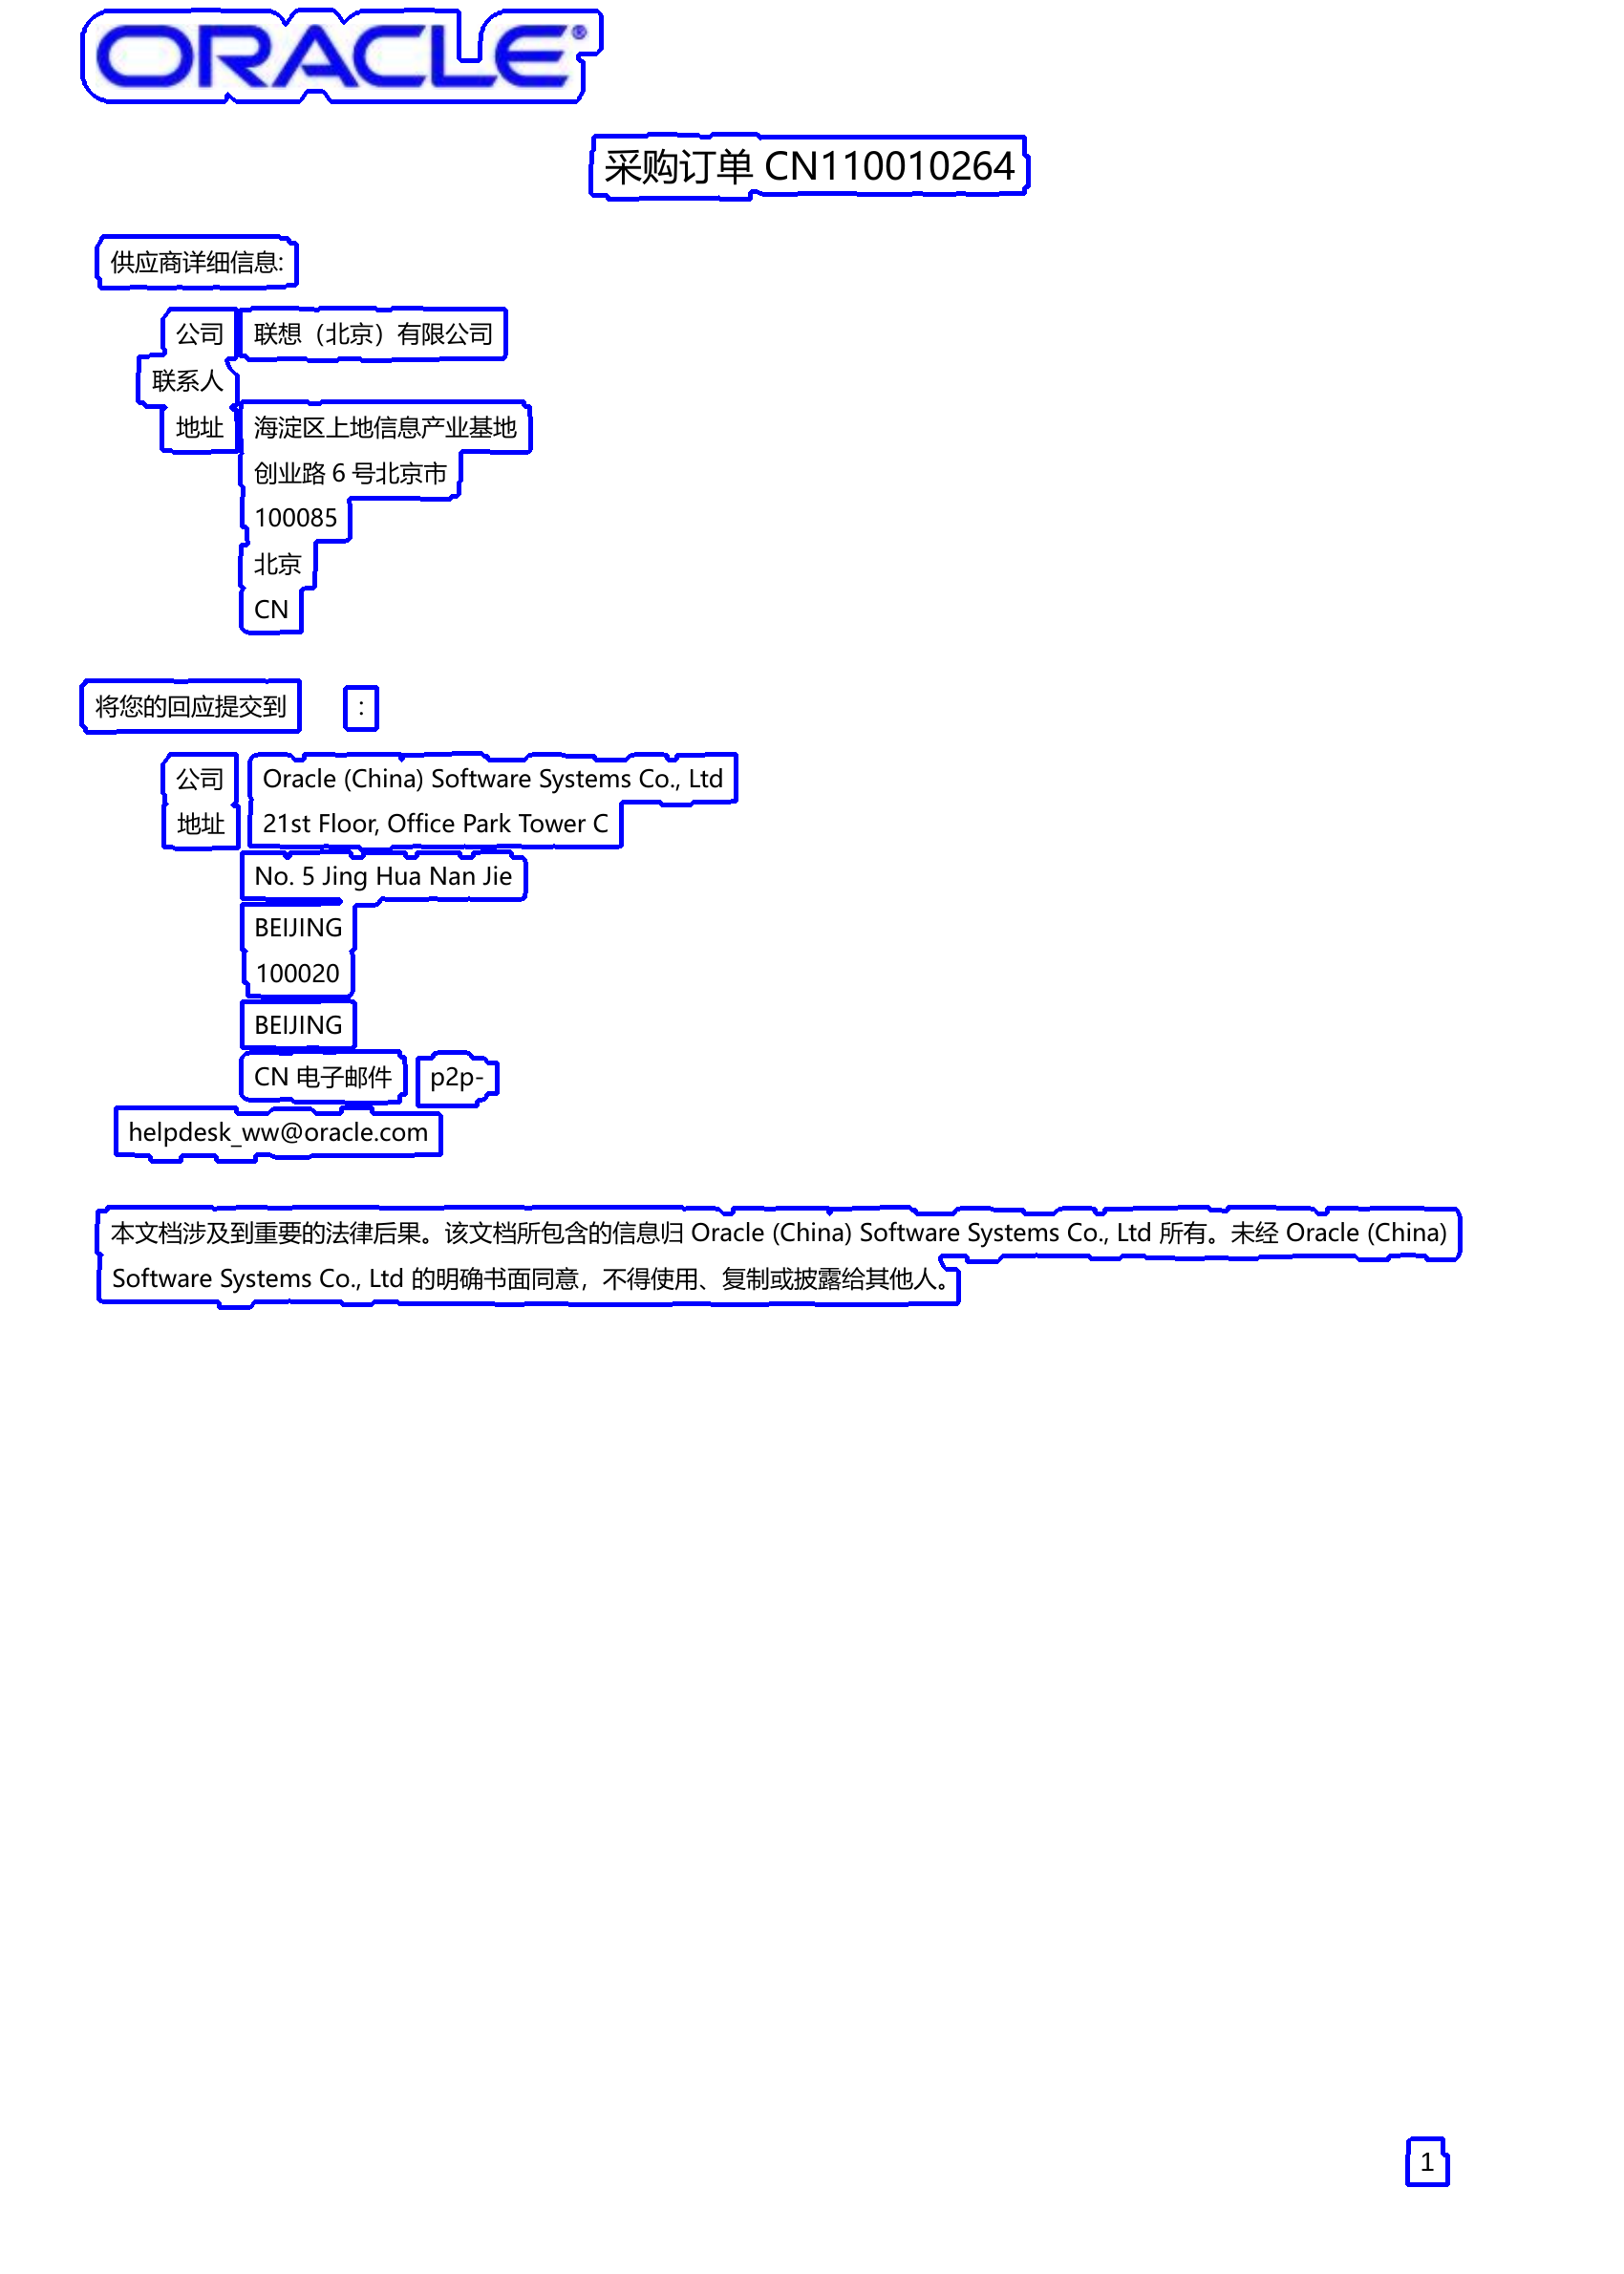 ORACLE®
采购订单 CN110010264
供应商详细信息:
公司 联想（北京）有限公司
联系人
地址 海淀区上地信息产业基地
创业路 6 号北京市
100085
北京
CN
将您的回应提交到 :
公司 Oracle (China) Software Systems Co., Ltd
地址 21st Floor, Office Park Tower C
No. 5 Jing Hua Nan Jie
BEIJING
100020
BEIJING
CN 电子邮件 p2p-
helpdesk_ww@oracle.com
本文档涉及到重要的法律后果。该文档所包含的信息归 Oracle (China) Software Systems Co., Ltd 所有。未经 Oracle (China)
Software Systems Co., Ltd 的明确书面同意，不得使用、复制或披露给其他人。
1